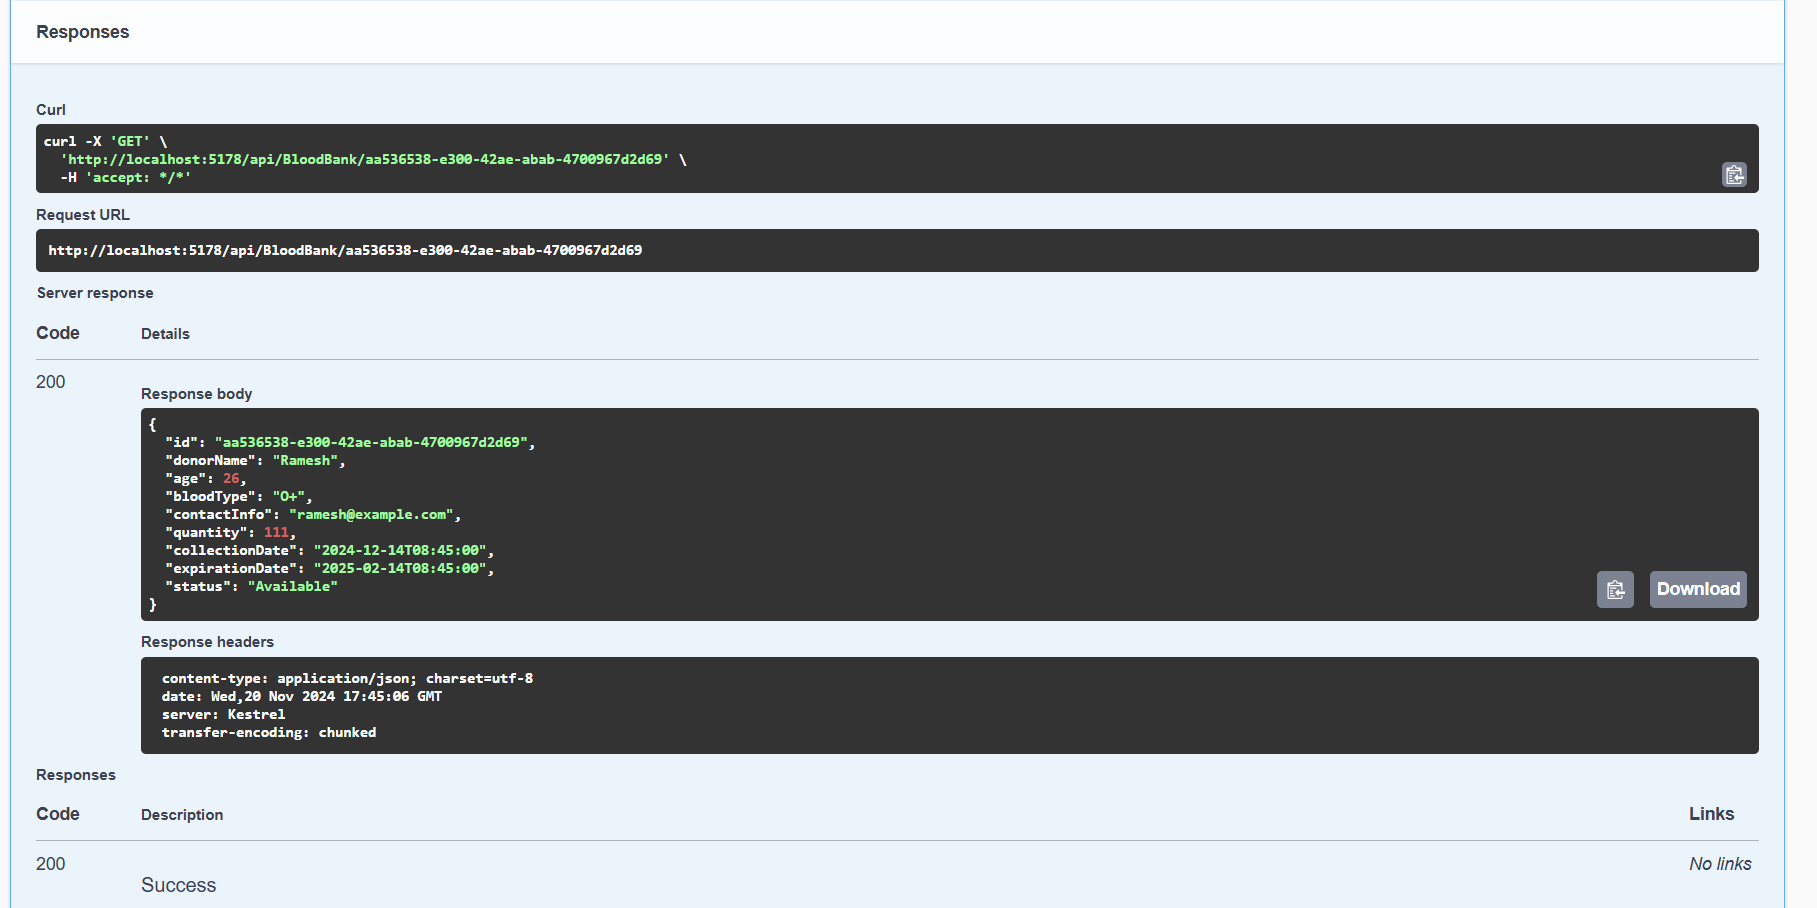 Responses
Curl
curl -X 'GET' \
'http://localhost:5178/api/BloodBank/aa536538-e300-42ae-abab-4700967d2d69' \
-H 'accept: */*'
Request URL
http://localhost:5178/api/BloodBank/aa536538-e300-42ae-abab-4700967d2d69
Server response
Code Details
200
Response body
{
"id": "aa536538-e300-42ae-abab-4700967d2d69",
"donorName": "Ramesh",
"age": 26,
"bloodType": "O+",
"contactInfo": "ramesh@example.com",
"quantity": 111,
"collectionDate": "2024-12-14T08:45:00",
"expirationDate": "2025-02-14T08:45:00",
"status": "Available"
}
Download
Response headers
content-type: application/json; charset=utf-8
date: Wed,20 Nov 2024 17:45:06 GMT
server: Kestrel
transfer-encoding: chunked
Responses
Code Description Links
200 No links
Success